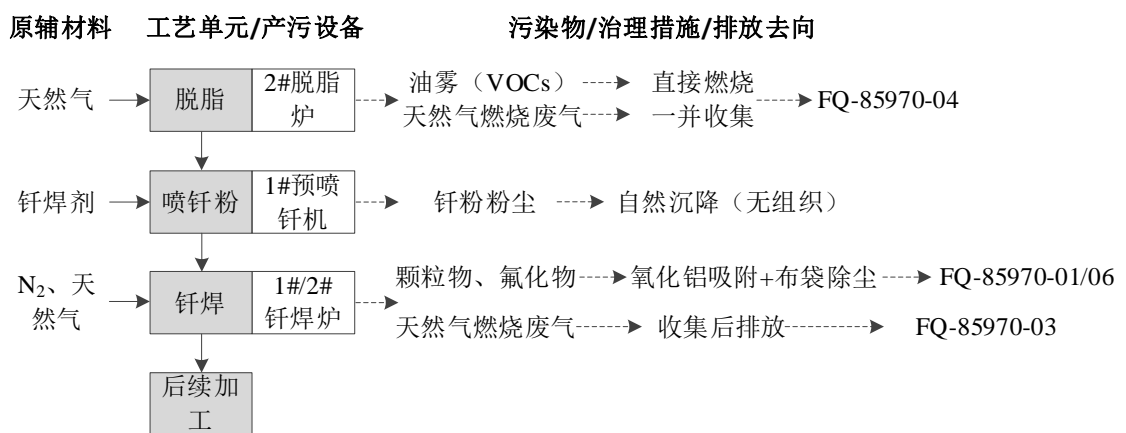 原辅材料 工艺单元/产污设备 污染物/治理措施/排放去向
天然气 脱脂 2#脱脂炉 油雾（VOCs） 直接燃烧 FQ-85970-04
天然气燃烧废气 一并收集
钎焊剂 喷钎粉 1#预喷钎机 钎粉粉尘 自然沉降（无组织）
N₂、天然气 钎焊 1#/2#钎焊炉 颗粒物、氟化物 氧化铝吸附+布袋除尘 FQ-85970-01/06
天然气燃烧废气 收集后排放 FQ-85970-03
后续加工